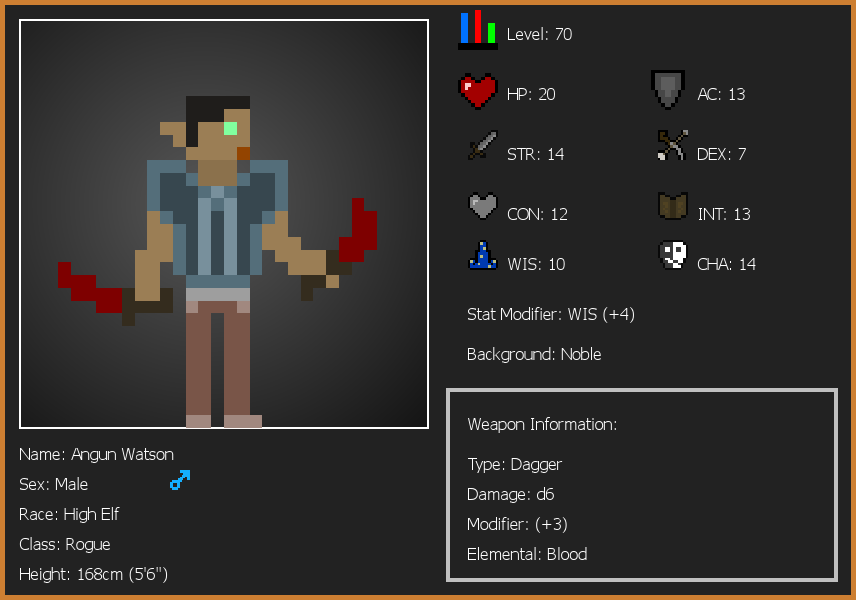 Level: 70
HP: 20
AC: 13
STR: 14
DEX: 7
CON: 12
INT: 13
WIS: 10
CHA: 14
Stat Modifier: WIS (+4)
Background: Noble
Weapon Information:
Type: Dagger
Damage: d6
Modifier: (+3)
Elemental: Blood
Name: Angun Watson
Sex: Male
Race: High Elf
Class: Rogue
Height: 168cm (5'6")